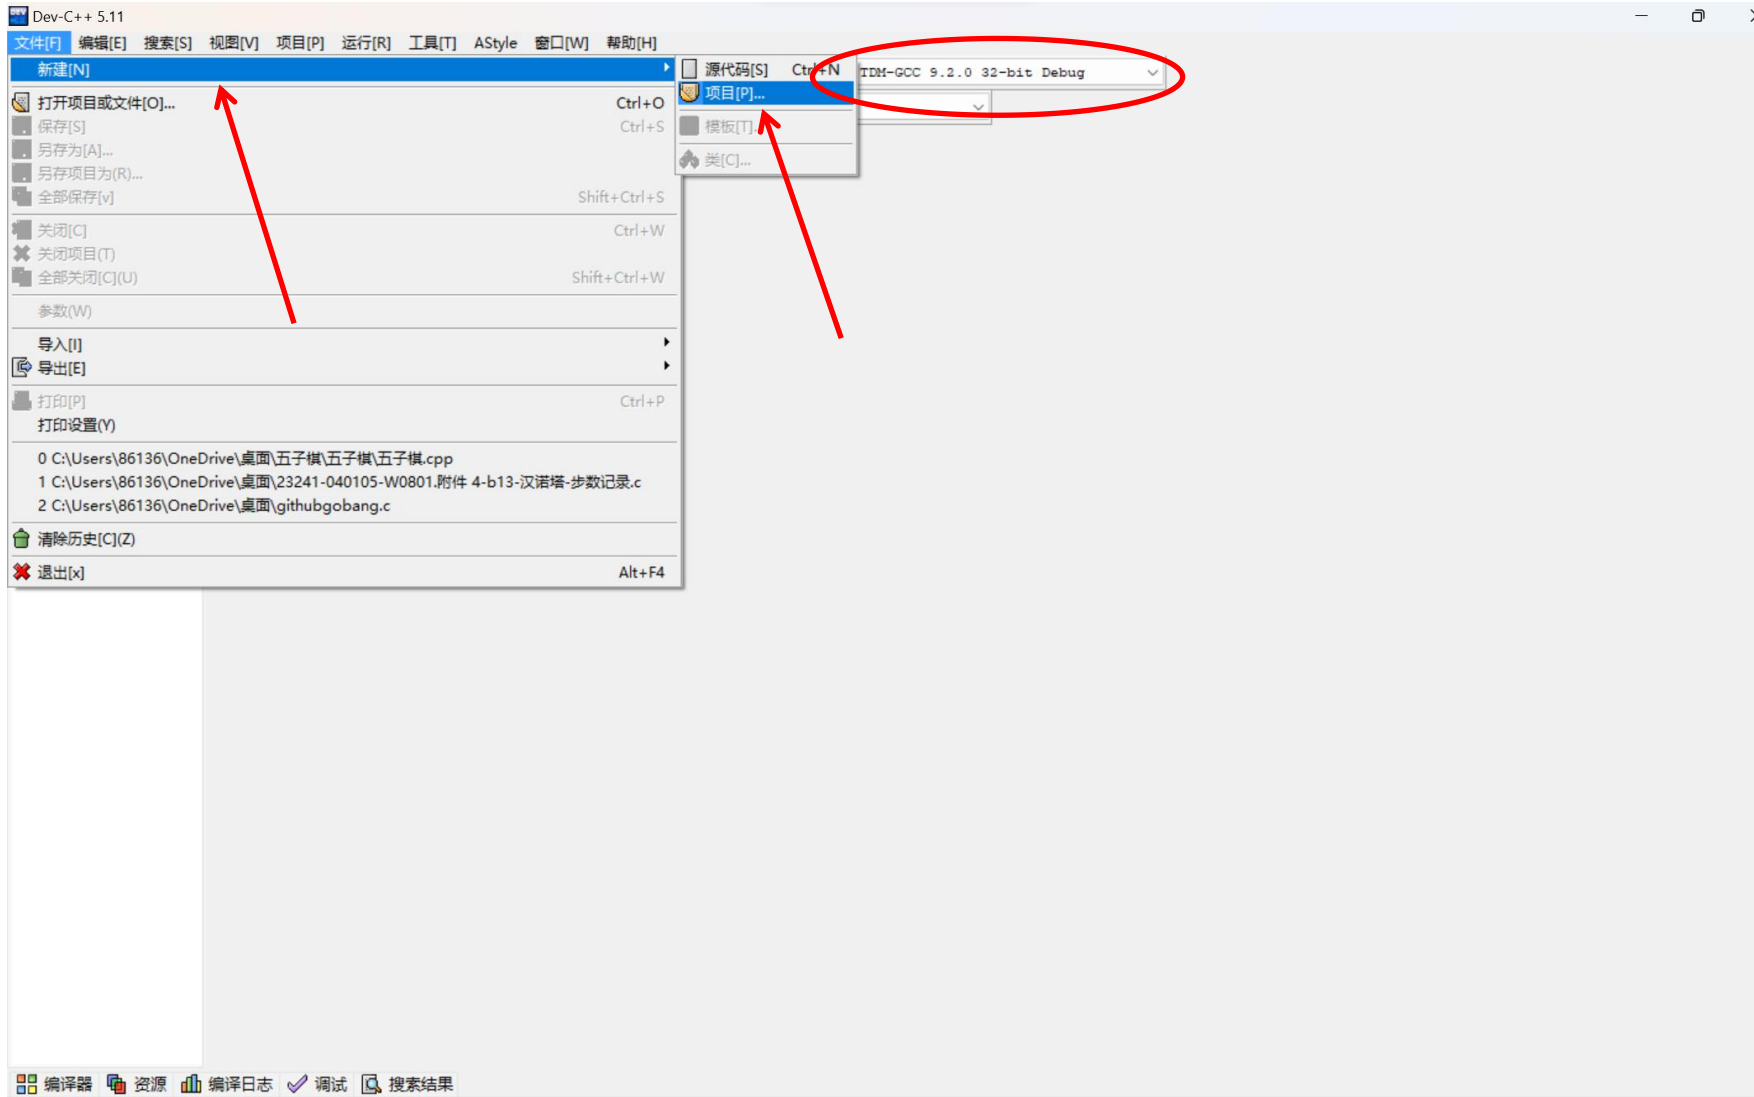 Dev-C++ 5.11
文件[F] 编辑[E] 搜索[S] 视图[V] 项目[P] 运行[R] 工具[T] AStyle 窗口[W] 帮助[H]
新建[N]
源代码[S] Ctrl+N
TDM-GCC 9.2.0 32-bit Debug
项目[P]...
打开项目或文件[O]... Ctrl+O
保存[S] Ctrl+S
模板[T]
另存为[A]...
类[C]...
另存项目为(R)...
全部保存[v] Shift+Ctrl+S
关闭[C] Ctrl+W
关闭项目(T)
全部关闭[C](U) Shift+Ctrl+W
参数(W)
导入[I]
导出[E]
打印[P] Ctrl+P
打印设置(Y)
0 C:\Users\86136\OneDrive\桌面\五子棋\五子棋\五子棋.cpp
1 C:\Users\86136\OneDrive\桌面\23241-040105-W0801.附件 4-b13-汉诺塔-步数记录.c
2 C:\Users\86136\OneDrive\桌面\githubgobang.c
清除历史[C](Z)
退出[x] Alt+F4
编译器 资源 编译日志 调试 搜索结果